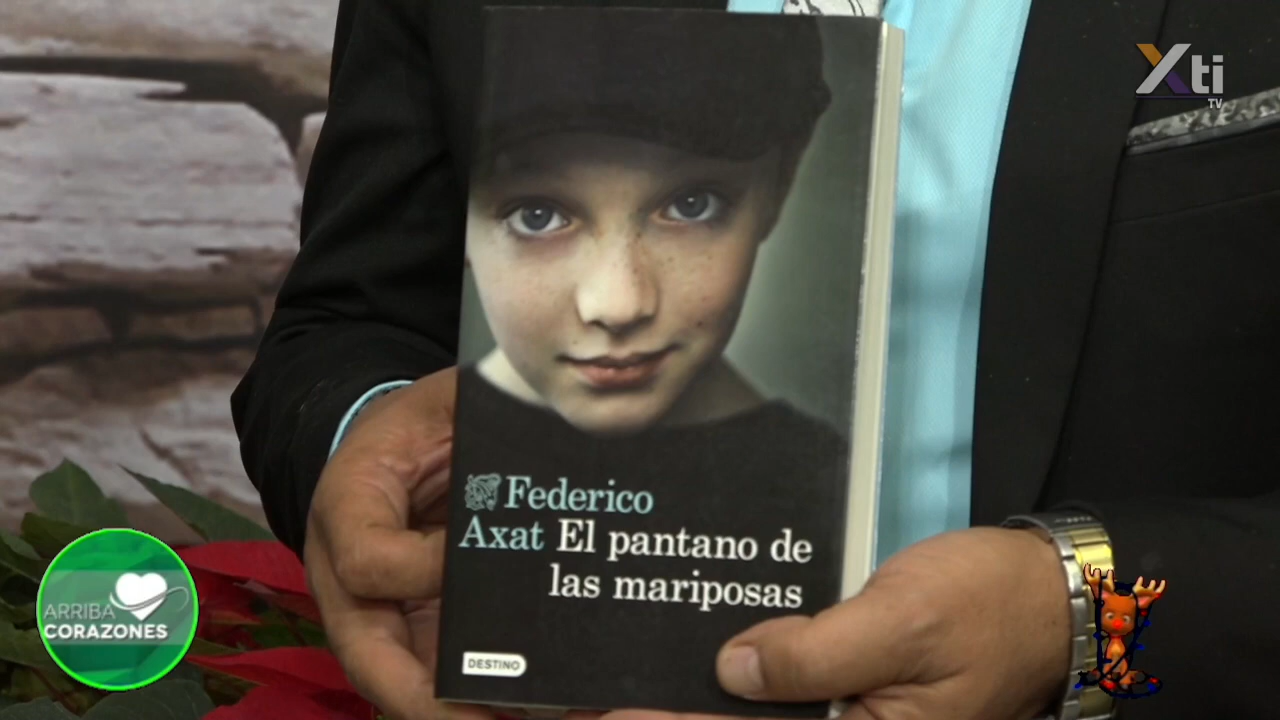 Xti
TV
Federico
Axat El pantano de
las mariposas
DESTINO
ARRIBA
CORAZONES